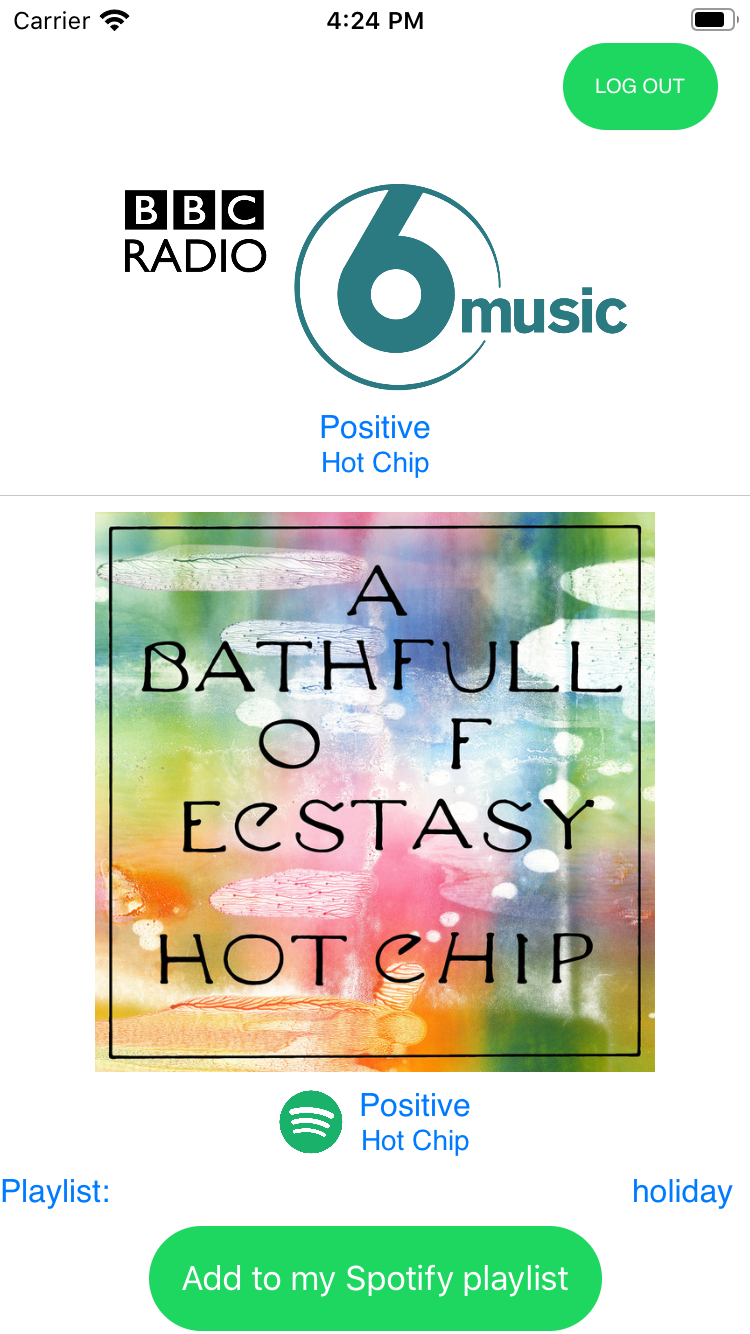 Carrier 4:24 PM
LOG OUT
BBC
RADIO
6 music
Positive
Hot Chip
A
BATHFULL
OF
ECSTASY
HOT CHIP
Positive
Hot Chip
Playlist: holiday
Add to my Spotify playlist